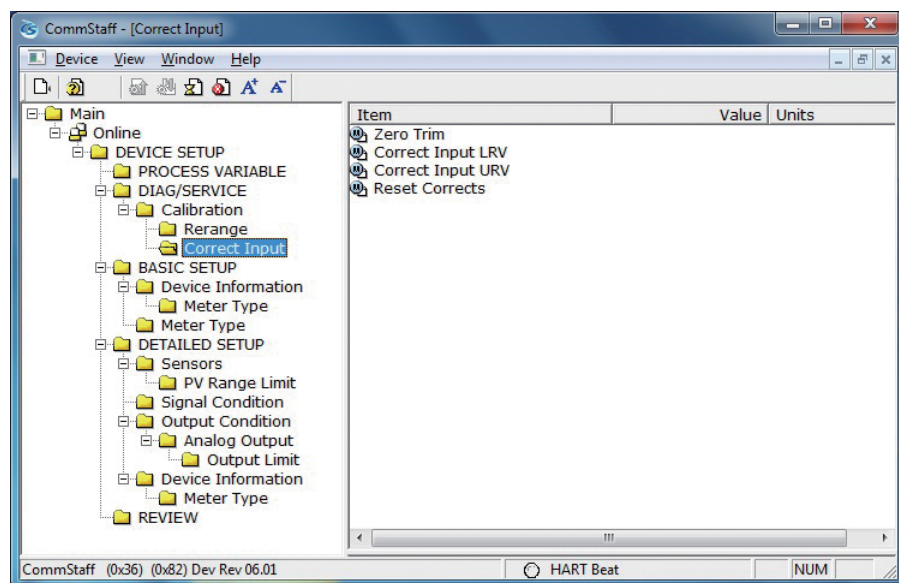 CommStaff - [Correct Input]
Device View Window Help
A+ A-
Main
Online
DEVICE SETUP
PROCESS VARIABLE
DIAG/SERVICE
Calibration
Rerange
Correct Input
BASIC SETUP
Device Information
Meter Type
Meter Type
DETAILED SETUP
Sensors
PV Range Limit
Signal Condition
Output Condition
Analog Output
Output Limit
Device Information
Meter Type
REVIEW
Item Value Units
Zero Trim
Correct Input LRV
Correct Input URV
Reset Corrects
CommStaff (0x36) (0x82) Dev Rev 06.01 HART Beat NUM